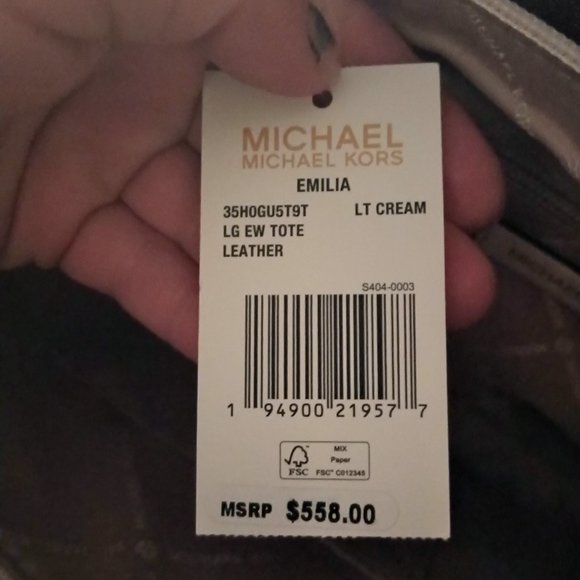 MICHAEL
MICHAEL KORS
EMILIA
35H0GU5T9T LT CREAM
LG EW TOTE
LEATHER
S404-0003
1 94900 21957 7
FSC
MIX
Paper
FSC™ C012345
MSRP $558.00